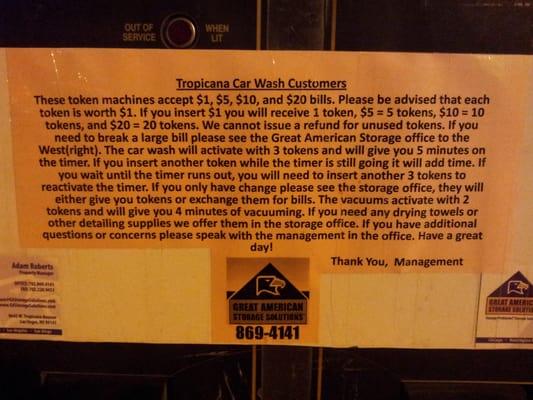 OUT OF
SERVICE
WHEN
LIT
Tropicana Car Wash Customers
These token machines accept $1, $5, $10, and $20 bills. Please be advised that each
token is worth $1. If you insert $1 you will receive 1 token, $5 = 5 tokens, $10 = 10
tokens, and $20 = 20 tokens. We cannot issue a refund for unused tokens. If you
need to break a large bill please see the Great American Storage office to the
West(right). The car wash will activate with 3 tokens and will give you 5 minutes on
the timer. If you insert another token while the timer is still going it will add time. If
you wait until the timer runs out, you will need to insert another 3 tokens to
reactivate the timer. If you only have change please see the storage office, they will
either give you tokens or exchange them for bills. The vacuums activate with 2
tokens and will give you 4 minutes of vacuuming. If you need any drying towels or
other detailing supplies we offer them in the storage office. If you have additional
questions or concerns please speak with the management in the office. Have a great
day!
Thank You, Management
Adam Roberts
Property Manager
GREAT AMERICAN
STORAGE SOLUTIONS
869-4141
GREAT AMERICAN